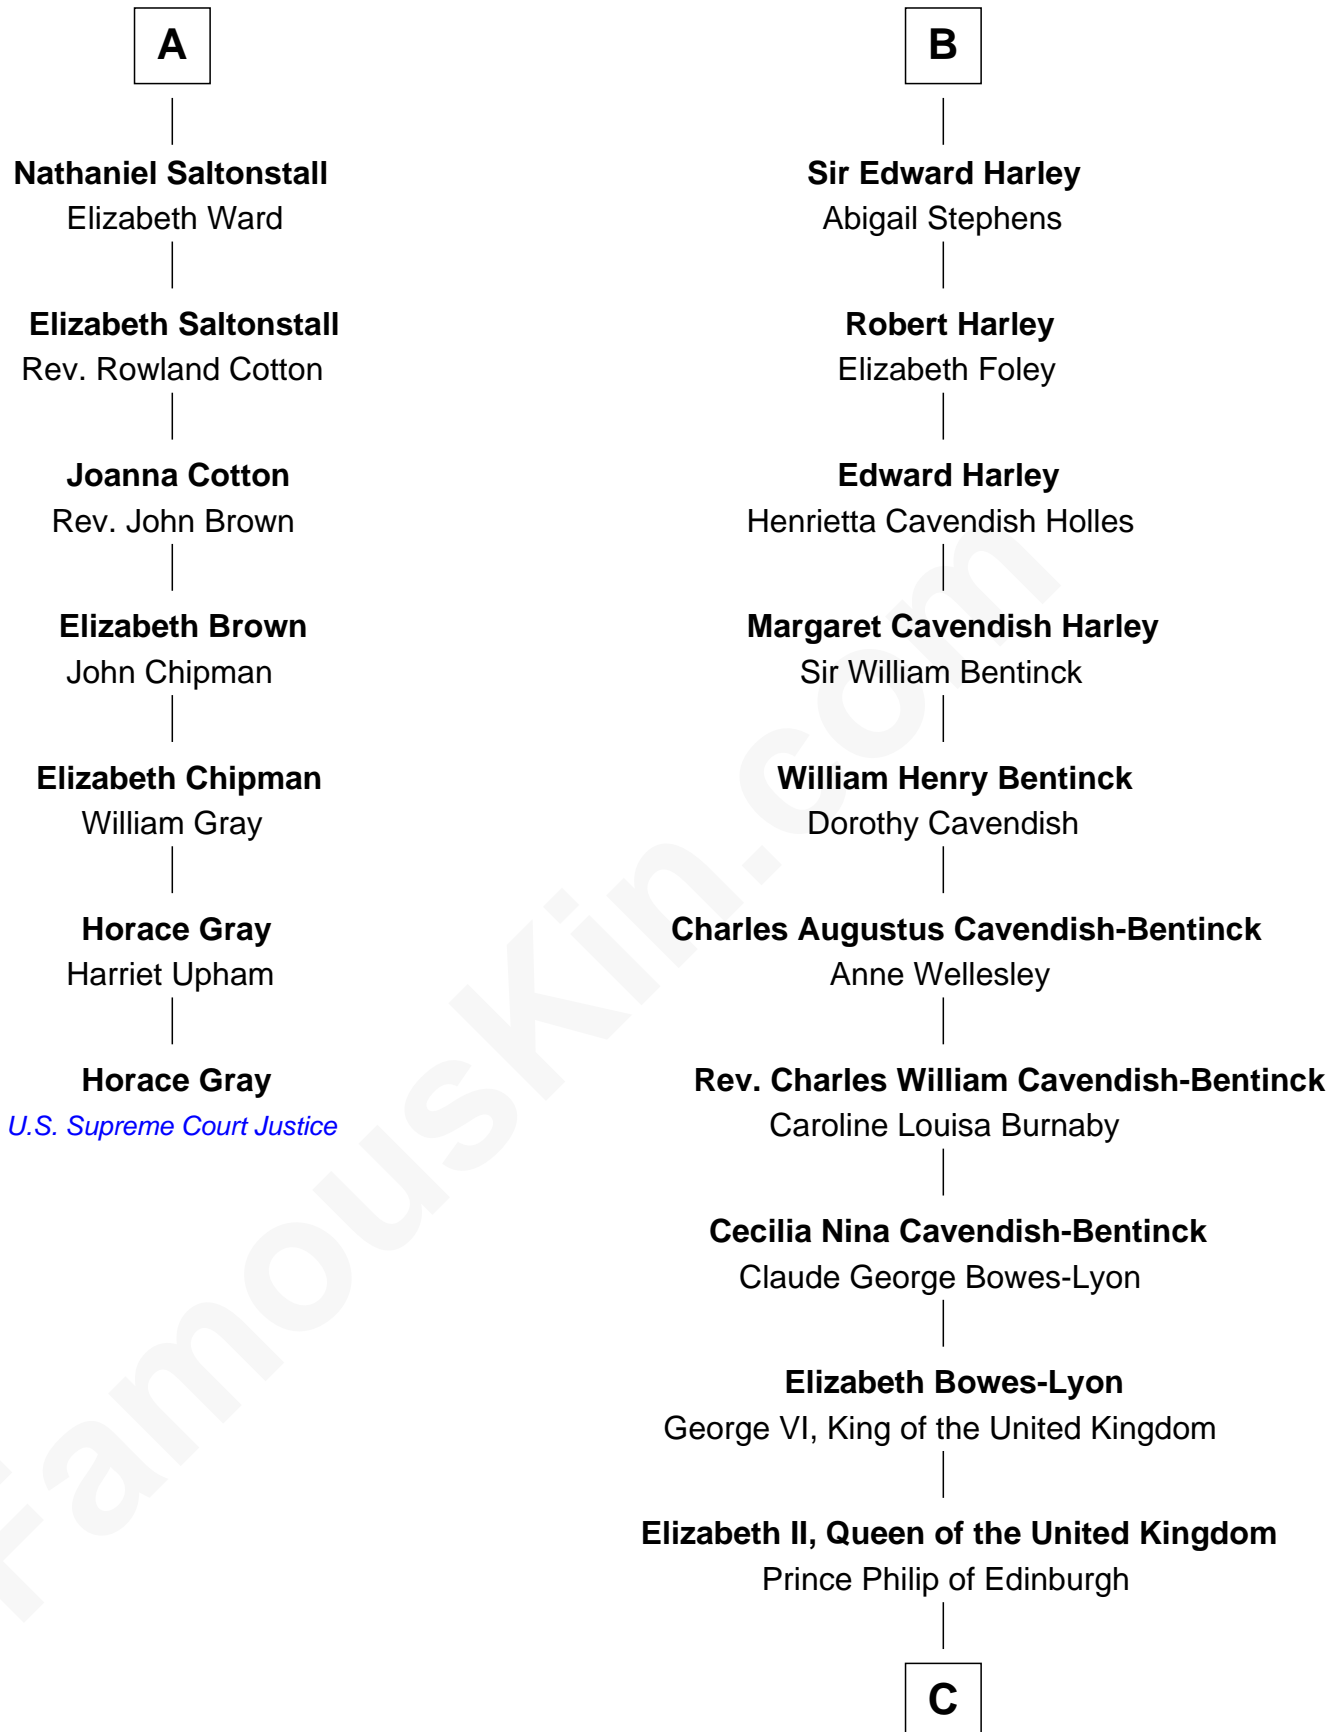 A
Nathaniel Saltonstall
Elizabeth Ward
Elizabeth Saltonstall
Rev. Rowland Cotton
Joanna Cotton
Rev. John Brown
Elizabeth Brown
John Chipman
Elizabeth Chipman
William Gray
Horace Gray
Harriet Upham
Horace Gray
U.S. Supreme Court Justice
B
Sir Edward Harley
Abigail Stephens
Robert Harley
Elizabeth Foley
Edward Harley
Henrietta Cavendish Holles
Margaret Cavendish Harley
Sir William Bentinck
William Henry Bentinck
Dorothy Cavendish
Charles Augustus Cavendish-Bentinck
Anne Wellesley
Rev. Charles William Cavendish-Bentinck
Caroline Louisa Burnaby
Cecilia Nina Cavendish-Bentinck
Claude George Bowes-Lyon
Elizabeth Bowes-Lyon
George VI, King of the United Kingdom
Elizabeth II, Queen of the United Kingdom
Prince Philip of Edinburgh
C
FamousKin.com